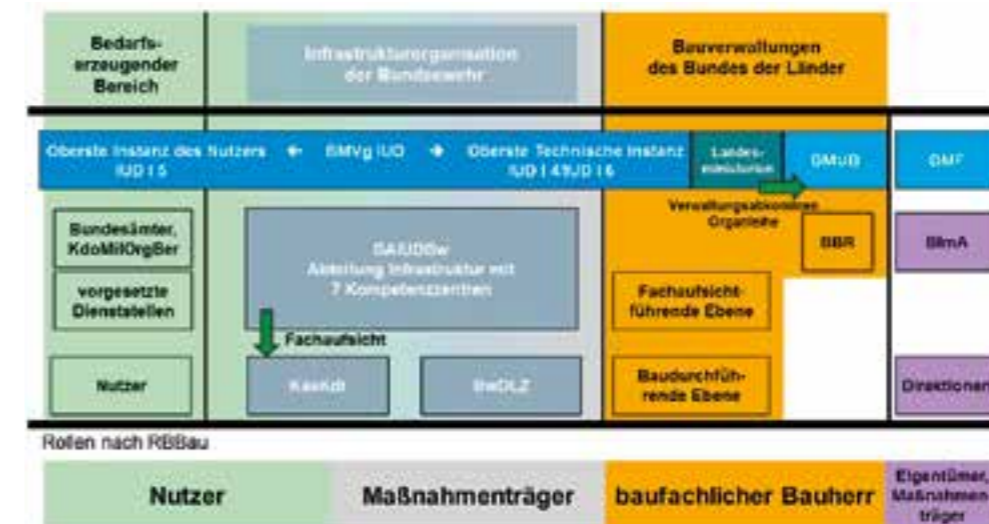 Bedarfs-
erzeugender
Bereich
Infrastrukturorganisation
der Bundeswehr
Bauverwaltungen
des Bundes der Länder
Oberste Instanz des Nutzers
IUD I 5
BMVg IUD
Oberste Technische Instanz
IUD I 4/IUD I 6
Landes-
ministerien
BMUB
BMF
Verwaltungsabkommen
Organleihe
Bundesämter,
KdoMilOrgBer
BAIUDBw
Abteilung Infrastruktur mit
7 Kompetenzzentren
BBR
BImA
vorgesetzte
Dienststellen
Fachaufsicht-
führende Ebene
Fachaufsicht
Nutzer
KasKdt
BwDLZ
Baudurchfüh-
rende Ebene
Direktionen
Rollen nach RBBau
Nutzer
Maßnahmenträger
baufachlicher Bauherr
Eigentümer,
Maßnahmen-
träger